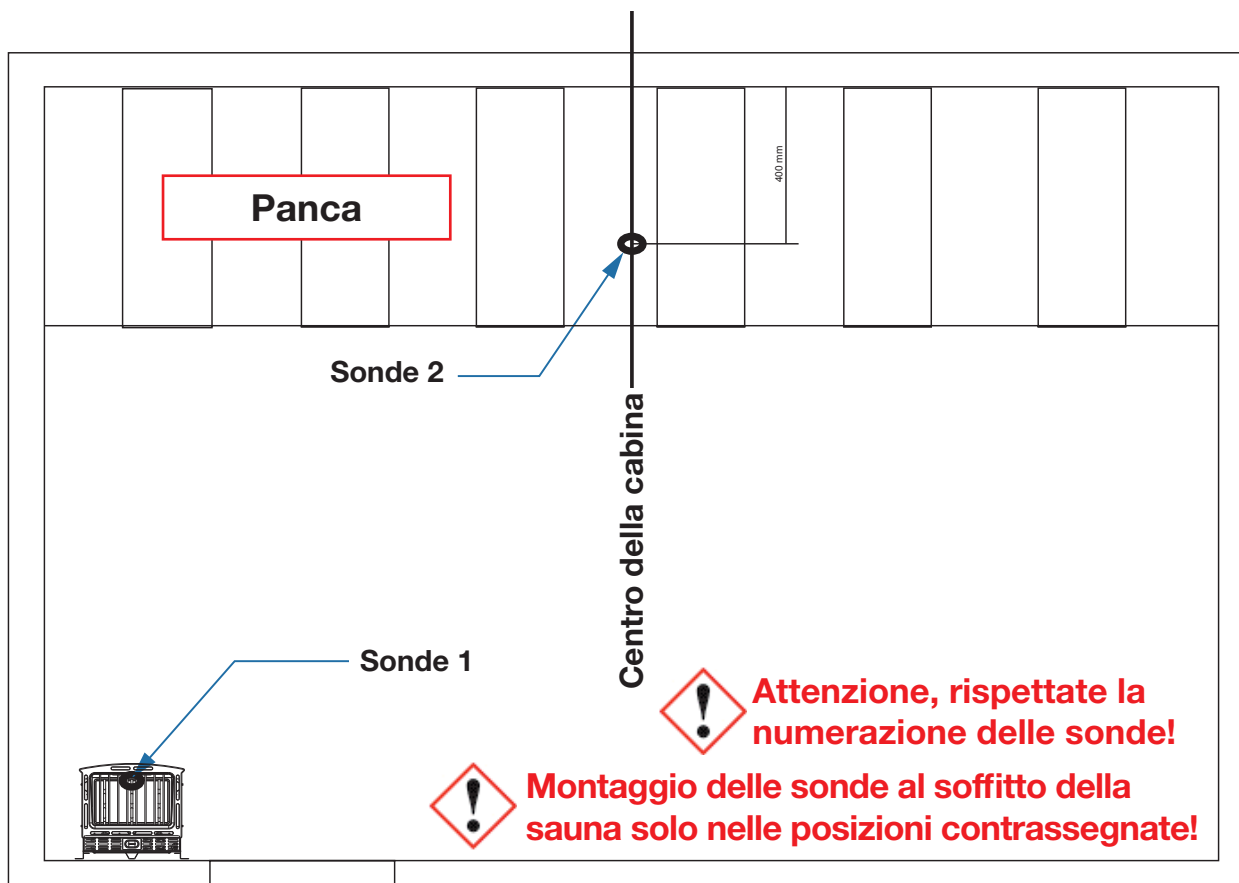 400 mm
Panca
Sonde 2
Centro della cabina
Sonde 1
Attenzione, rispettate la
numerazione delle sonde!
Montaggio delle sonde al soffitto della
sauna solo nelle posizioni contrassegnate!